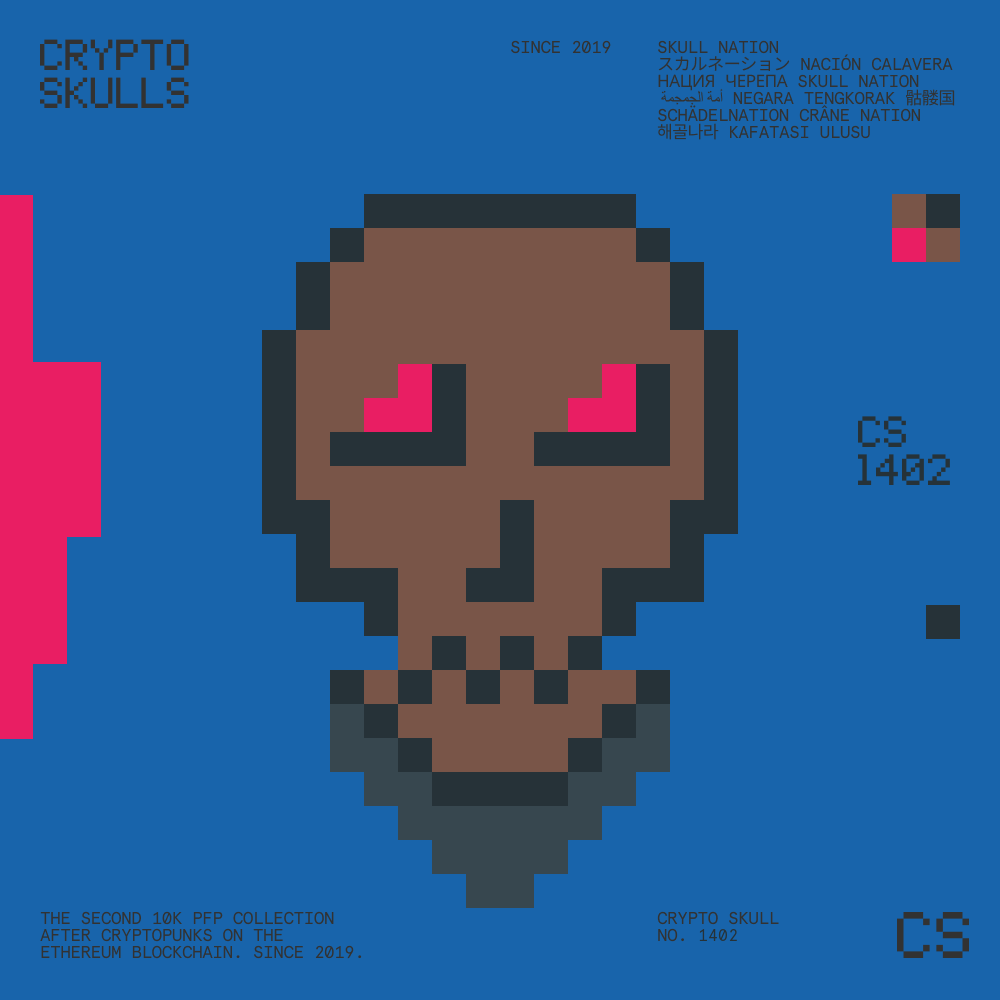 CRYPTO
SKULLS
SINCE 2019
SKULL NATION
スカルネーション NACIÓN CALAVERA
НАЦИЯ ЧЕРЕПА SKULL NATION
أمة الجمجمة NEGARA TENGKORAK 骷髅国
SCHÄDELNATION CRÂNE NATION
해골나라 KAFATASI ULUSU
CS
1402
THE SECOND 10K PFP COLLECTION
AFTER CRYPTOPUNKS ON THE
ETHEREUM BLOCKCHAIN. SINCE 2019.
CRYPTO SKULL
NO. 1402
CS